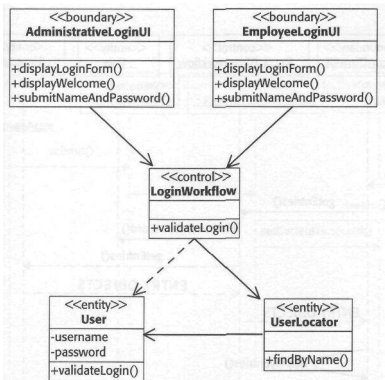 <<boundary>>
AdministrativeLoginUI
+displayLoginForm()
+displayWelcome()
+submitNameAndPassword()
<<boundary>>
EmployeeLoginUI
+displayLoginForm()
+displayWelcome()
+submitNameAndPassword()
<<control>>
LoginWorkflow
+validateLogin()
<<entity>>
User
-username
-password
+validateLogin()
<<entity>>
UserLocator
+findByName()